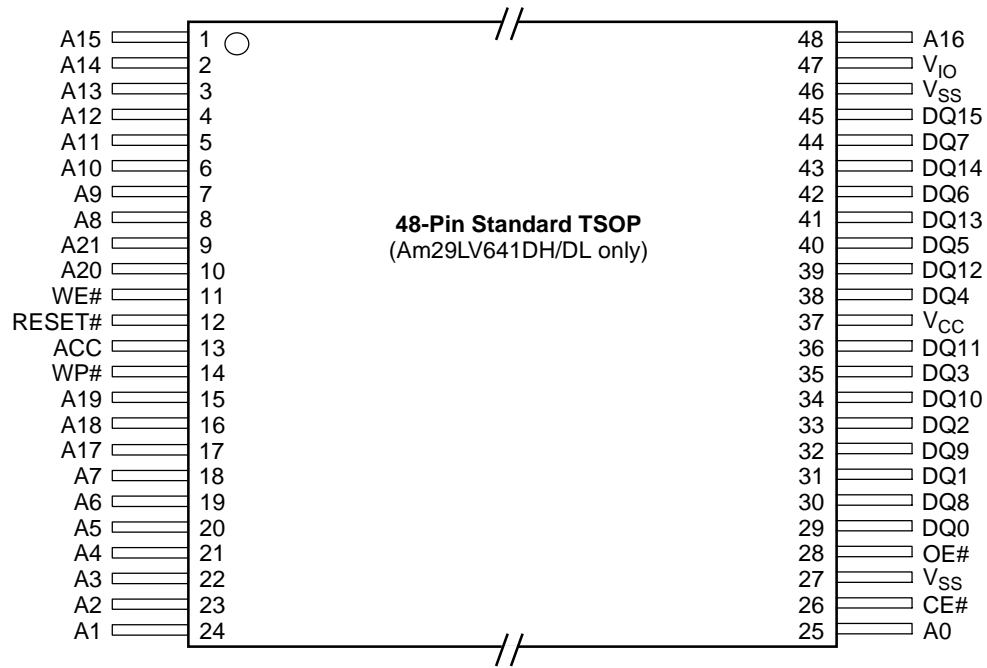 A15 1 48 A16
A14 2 47 VIO
A13 3 46 VSS
A12 4 45 DQ15
A11 5 44 DQ7
A10 6 43 DQ14
A9 7 42 DQ6
A8 8 48-Pin Standard TSOP 41 DQ13
A21 9 (Am29LV641DH/DL only) 40 DQ5
A20 10 39 DQ12
WE# 11 38 DQ4
RESET# 12 37 VCC
ACC 13 36 DQ11
WP# 14 35 DQ3
A19 15 34 DQ10
A18 16 33 DQ2
A17 17 32 DQ9
A7 18 31 DQ1
A6 19 30 DQ8
A5 20 29 DQ0
A4 21 28 OE#
A3 22 27 VSS
A2 23 26 CE#
A1 24 25 A0